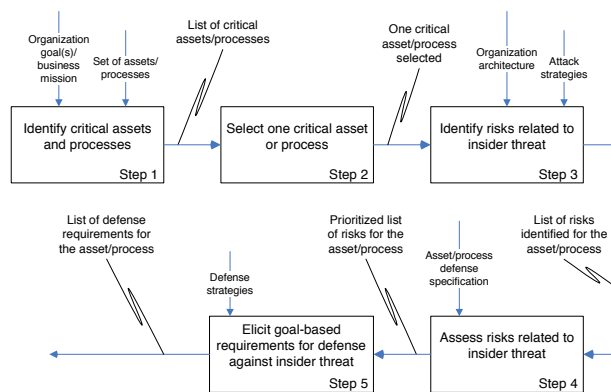 Organization
goal(s)/
business
mission
Set of assets/
processes
List of critical
assets/processes
One critical
asset/process
selected
Organization
architecture
Attack
strategies
Identify critical assets
and processes
Step 1
Select one critical asset
or process
Step 2
Identify risks related to
insider threat
Step 3
List of defense
requirements for
the asset/process
Defense
strategies
Prioritized list
of risks for the
asset/process
Asset/process
defense
specification
List of risks
identified for the
asset/process
Elicit goal-based
requirements for defense
against insider threat
Step 5
Assess risks related to
insider threat
Step 4